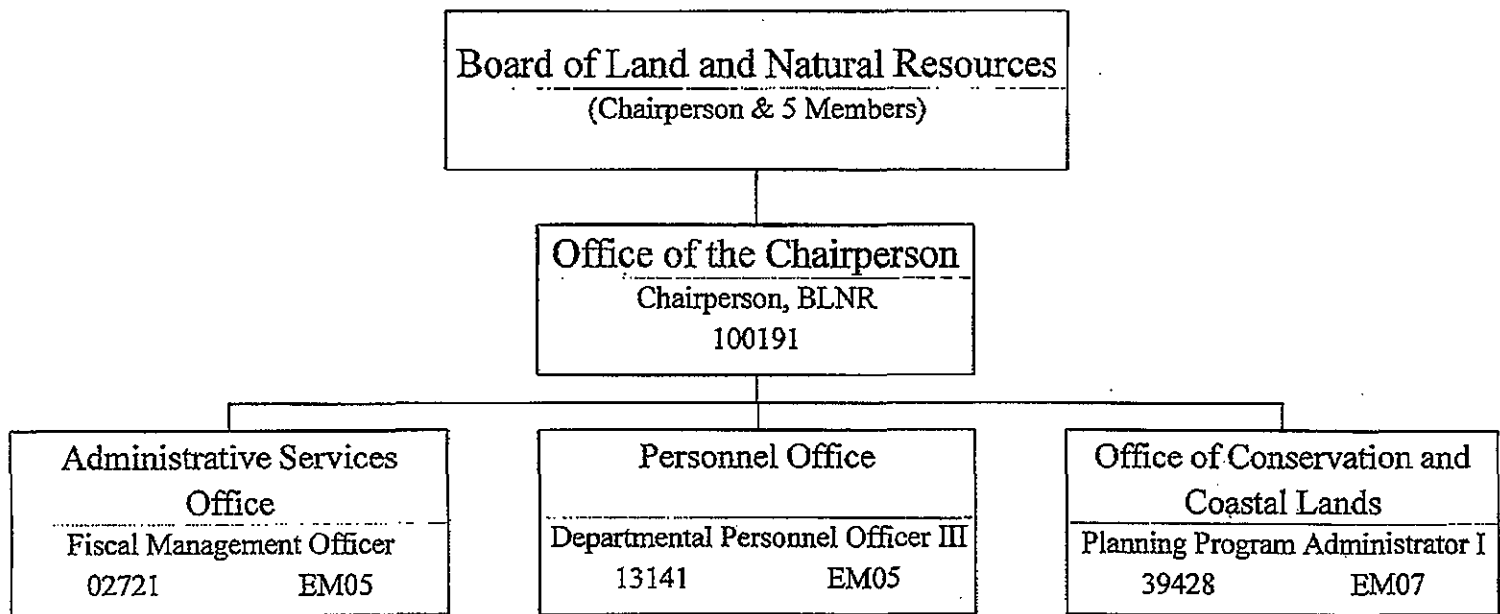 Board of Land and Natural Resources
(Chairperson & 5 Members)
Office of the Chairperson
Chairperson, BLNR
100191
Administrative Services
Office
Fiscal Management Officer
02721 EM05
Personnel Office
Departmental Personnel Officer III
13141 EM05
Office of Conservation and
Coastal Lands
Planning Program Administrator I
39428 EM07